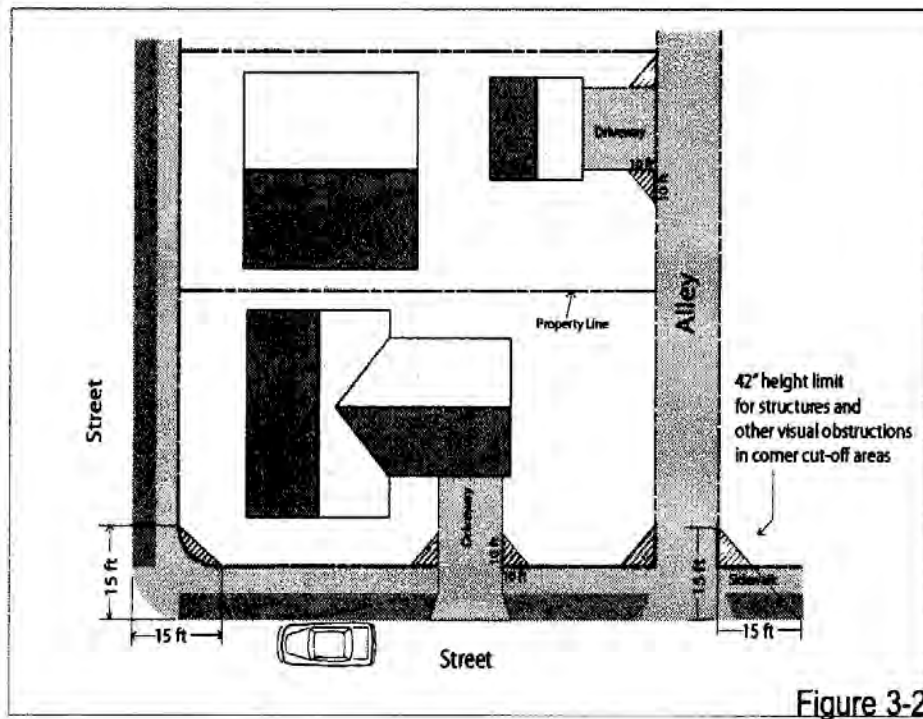 Driveway
10 ft
10 ft
Alley
Property Line
Street
42" height limit
for structures and
other visual obstructions
in corner cut-off areas
Driveway
10 ft
10 ft
15 ft
15 ft
Sidewalk
15 ft
15 ft
Street
Figure 3-2